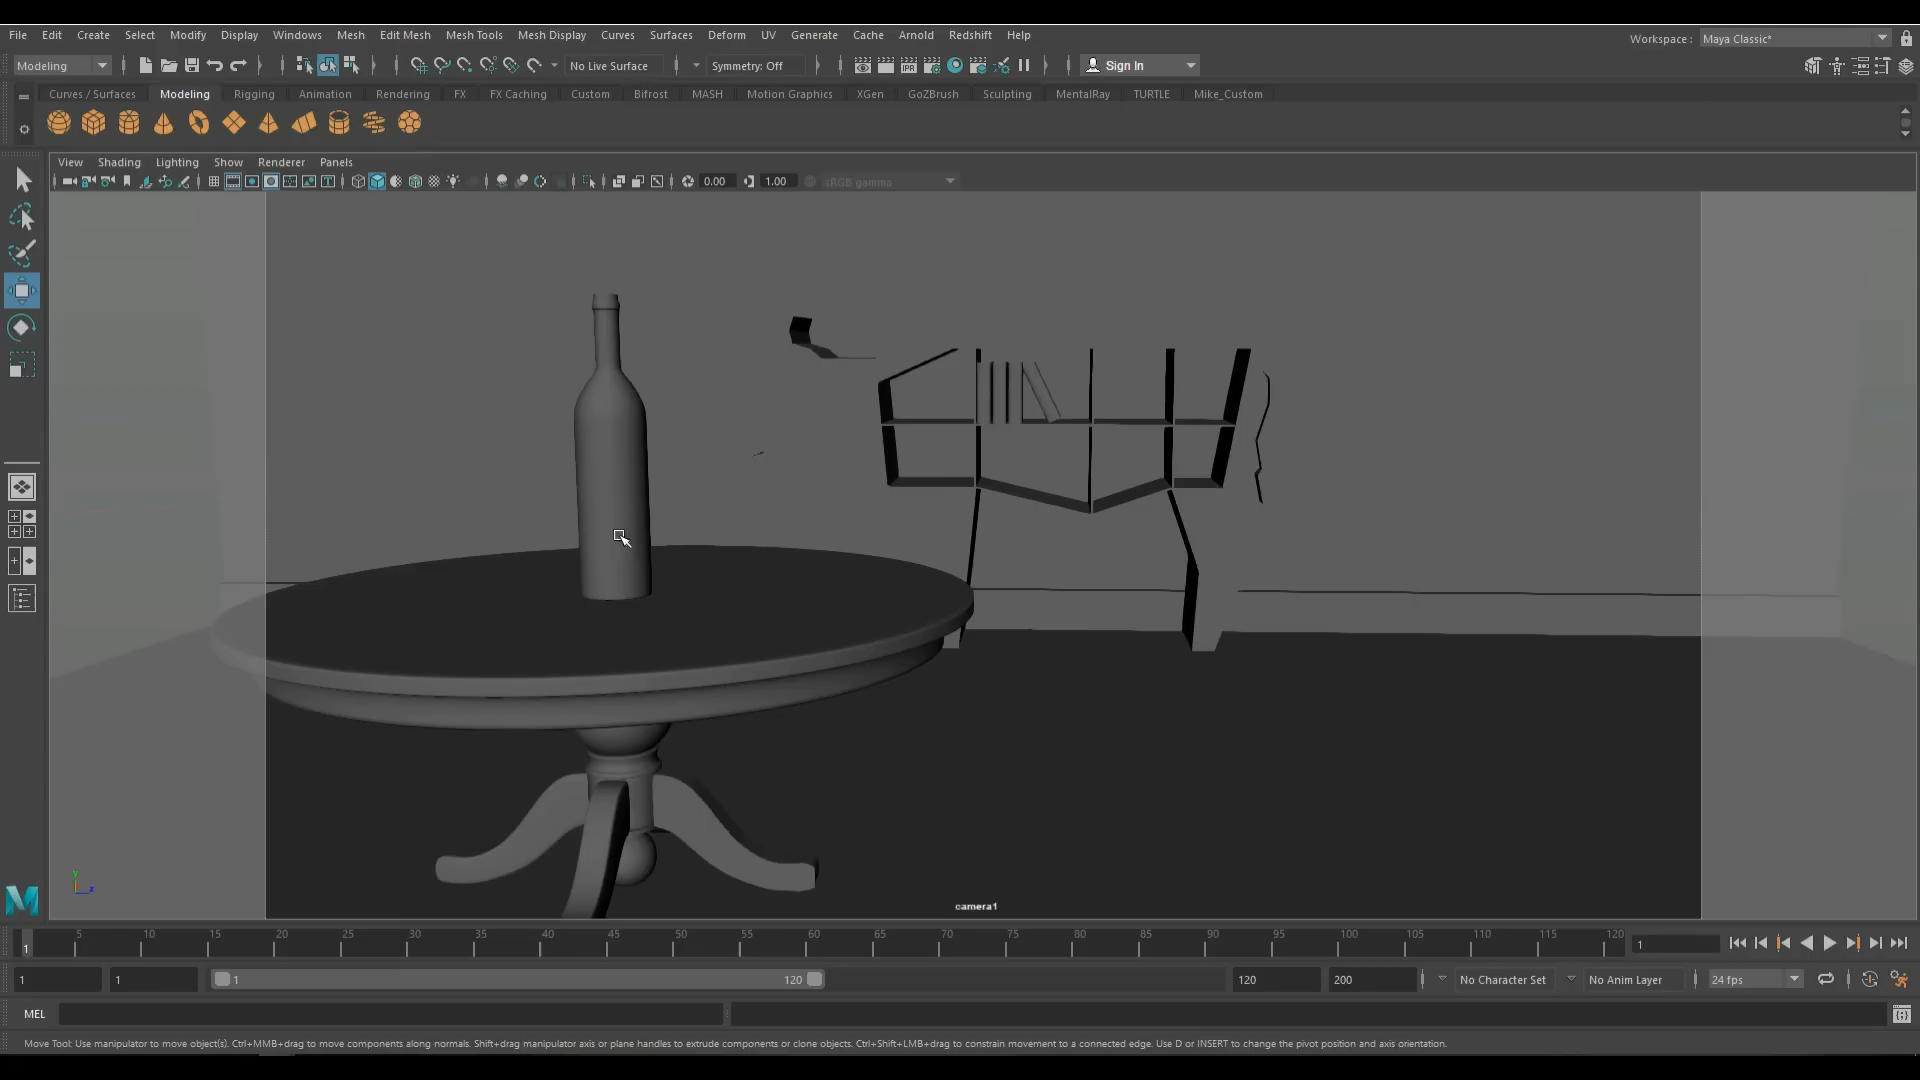 File Edit Create Select Modify Display Windows Mesh Edit Mesh Mesh Tools Mesh Display Curves Surfaces Deform UV Generate Cache Arnold Redshift Help
Workspace : Maya Classic*
Modeling No Live Surface Symmetry: Off Sign In
Curves / Surfaces Modeling Rigging Animation Rendering FX FX Caching Custom Bifrost MASH Motion Graphics XGen GoZBrush Sculpting MentalRay TURTLE Mike_Custom
View Shading Lighting Show Renderer Panels
0.00 1.00 sRGB gamma
y
z
camera1
1 5 10 15 20 25 30 35 40 45 50 55 60 65 70 75 80 85 90 95 100 105 110 115 120 1
1 1 1 120 120 200 No Character Set No Anim Layer 24 fps
MEL
Move Tool: Use manipulator to move object(s). Ctrl+MMB+drag to move components along normals. Shift+drag manipulator axis or plane handles to extrude components or clone objects. Ctrl+Shift+LMB+drag to constrain movement to a connected edge. Use D or INSERT to change the pivot position and axis orientation.